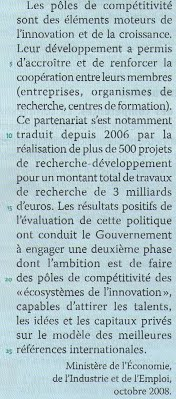 Les pôles de compétitivité
sont des éléments moteurs de
l'innovation et de la croissance.
Leur développement a permis
5 d'accroître et de renforcer la
coopération entre leurs membres
(entreprises, organismes de
recherche, centres de formation).
Ce partenariat s'est notamment
10 traduit depuis 2006 par la
réalisation de plus de 500 projets
de recherche-développement
pour un montant total de travaux
de recherche de 3 milliards
15 d'euros. Les résultats positifs de
l'évaluation de cette politique
ont conduit le Gouvernement
à engager une deuxième phase
dont l'ambition est de faire
20 des pôles de compétitivité des
« écosystèmes de l'innovation »,
capables d'attirer les talents,
les idées et les capitaux privés
sur le modèle des meilleures
25 références internationales.
Ministère de l'Économie,
de l'Industrie et de l'Emploi,
octobre 2008.